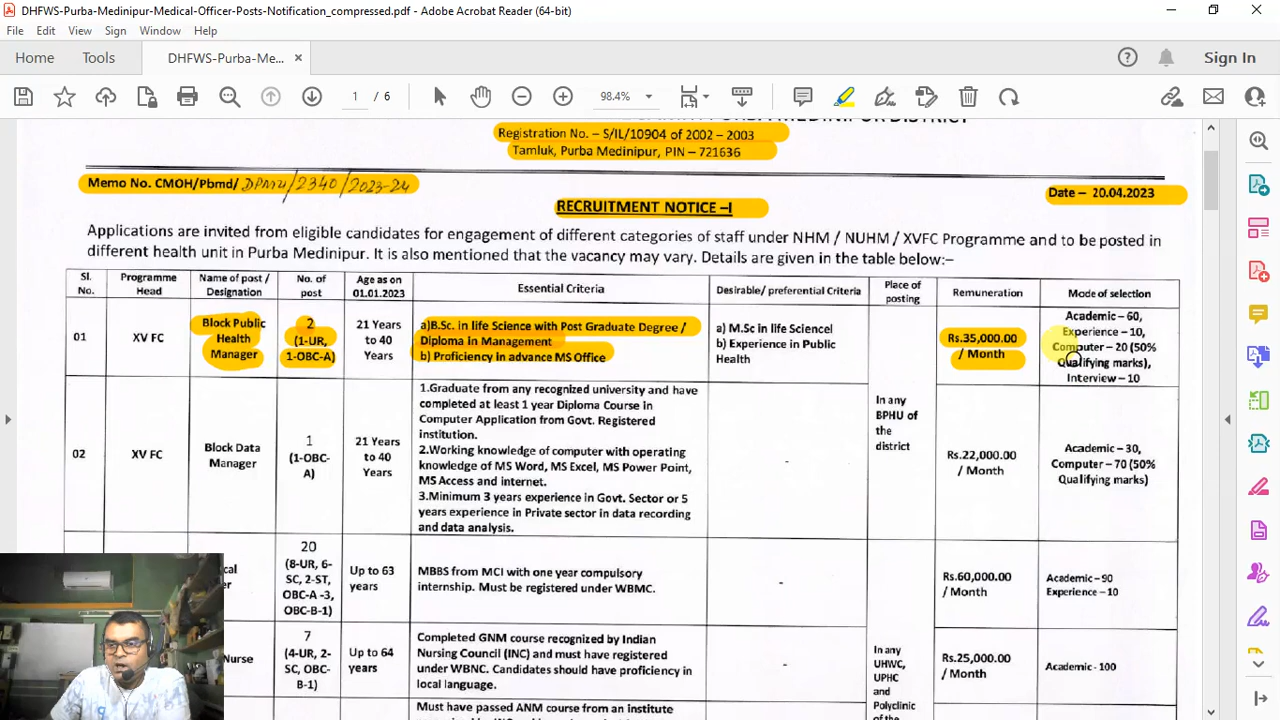 DHFWS-Purba-Medinipur-Medical-Officer-Posts-Notification_compressed.pdf - Adobe Acrobat Reader (64-bit)
File Edit View Sign Window Help
Home Tools DHFWS-Purba-Me... Sign In
1 / 6 98.4%
Registration No. – S/IL/10904 of 2002 – 2003
Tamluk, Purba Medinipur, PIN – 721636
Memo No. CMOH/Pbmd/ DPMU/2340/2023-24 Date – 20.04.2023
RECRUITMENT NOTICE –I
Applications are invited from eligible candidates for engagement of different categories of staff under NHM / NUHM / XVFC Programme and to be posted in
different health unit in Purba Medinipur. It is also mentioned that the vacancy may vary. Details are given in the table below:–
Sl. No.
Programme Head
Name of post / Designation
No. of post
Age as on 01.01.2023
Essential Criteria
Desirable/ preferential Criteria
Place of posting
Remuneration
Mode of selection
01
XV FC
Block Public
Health
Manager
2
(1-UR,
1-OBC-A)
21 Years
to 40
Years
a)B.Sc. in life Science with Post Graduate Degree /
Diploma in Management
b) Proficiency in advance MS Office
a) M.Sc in life Sciencel
b) Experience in Public
Health
Rs.35,000.00
/ Month
Academic – 60,
Experience – 10,
Computer – 20 (50%
Qualifying marks),
Interview – 10
02
XV FC
Block Data
Manager
1
(1-OBC-
A)
21 Years
to 40
Years
1.Graduate from any recognized university and have
completed at least 1 year Diploma Course in
Computer Application from Govt. Registered
institution.
2.Working knowledge of computer with operating
knowledge of MS Word, MS Excel, MS Power Point,
MS Access and internet.
3.Minimum 3 years experience in Govt. Sector or 5
years experience in Private sector in data recording
and data analysis.
-
In any
BPHU of
the
district
Rs.22,000.00
/ Month
Academic – 30,
Computer – 70 (50%
Qualifying marks)
20
(8-UR, 6-
SC, 2-ST,
OBC-A -3,
OBC-B-1)
Up to 63
years
MBBS from MCI with one year compulsory
internship. Must be registered under WBMC.
-
Rs.60,000.00
/ Month
Academic-90
Experience –10
Nurse
7
(4-UR, 2-
SC, OBC-
B-1)
Up to 64
years
Completed GNM course recognized by Indian
Nursing Council (INC) and must have registered
under WBNC. Candidates should have proficiency in
local language.
-
In any
UHWC,
UPHC
and
Polyclinic
of the
Rs.25,000.00
/ Month
Academic - 100
Must have passed ANM course from an institute